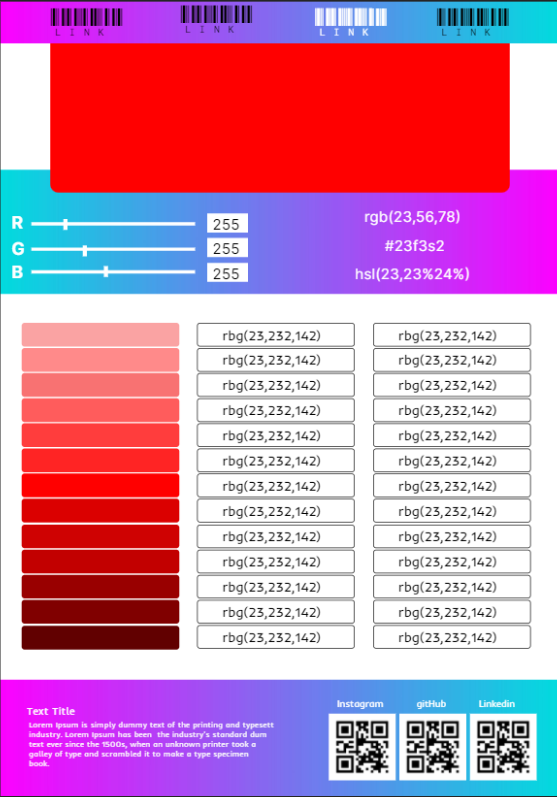 LINK
LINK
LINK
LINK
R
255
G
255
B
255
rgb(23,56,78)
#23f3s2
hsl(23,23%24%)
rbg(23,232,142) rbg(23,232,142)
rbg(23,232,142) rbg(23,232,142)
rbg(23,232,142) rbg(23,232,142)
rbg(23,232,142) rbg(23,232,142)
rbg(23,232,142) rbg(23,232,142)
rbg(23,232,142) rbg(23,232,142)
rbg(23,232,142) rbg(23,232,142)
rbg(23,232,142) rbg(23,232,142)
rbg(23,232,142) rbg(23,232,142)
rbg(23,232,142) rbg(23,232,142)
rbg(23,232,142) rbg(23,232,142)
rbg(23,232,142) rbg(23,232,142)
rbg(23,232,142) rbg(23,232,142)
Text Title
Lorem Ipsum is simply dummy text of the printing and typesett
industry. Lorem Ipsum has been the industry's standard dum
text ever since the 1500s, when an unknown printer took a
galley of type and scrambled it to make a type specimen
book.
Instagram
gitHub
Linkedin